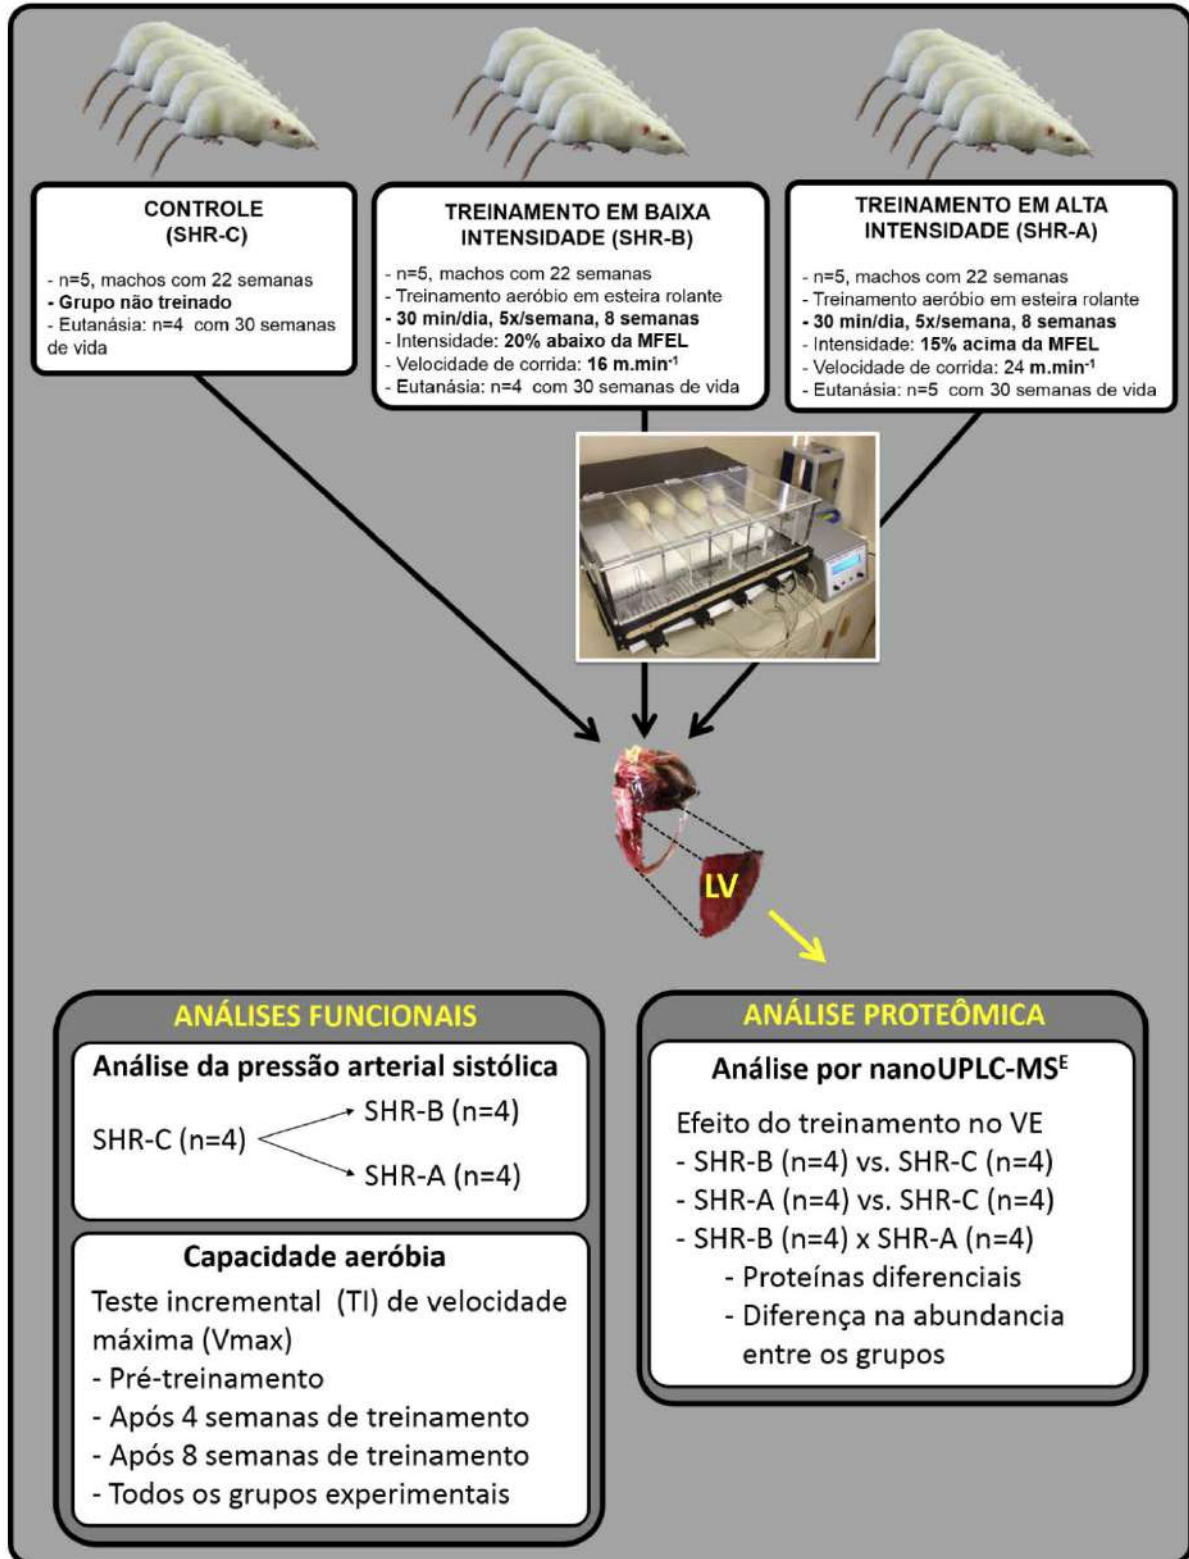 CONTROLE
(SHR-C)
- n=5, machos com 22 semanas
- Grupo não treinado
- Eutanásia: n=4 com 30 semanas
de vida
TREINAMENTO EM BAIXA
INTENSIDADE (SHR-B)
- n=5, machos com 22 semanas
- Treinamento aeróbio em esteira rolante
- 30 min/dia, 5x/semana, 8 semanas
- Intensidade: 20% abaixo da MFEL
- Velocidade de corrida: 16 m.min⁻¹
- Eutanásia: n=4 com 30 semanas de vida
TREINAMENTO EM ALTA
INTENSIDADE (SHR-A)
- n=5, machos com 22 semanas
- Treinamento aeróbio em esteira rolante
- 30 min/dia, 5x/semana, 8 semanas
- Intensidade: 15% acima da MFEL
- Velocidade de corrida: 24 m.min⁻¹
- Eutanásia: n=5 com 30 semanas de vida
LV
ANÁLISES FUNCIONAIS
Análise da pressão arterial sistólica
SHR-C (n=4)
SHR-B (n=4)
SHR-A (n=4)
Capacidade aeróbia
Teste incremental (TI) de velocidade
máxima (Vmax)
- Pré-treinamento
- Após 4 semanas de treinamento
- Após 8 semanas de treinamento
- Todos os grupos experimentais
ANÁLISE PROTEÔMICA
Análise por nanoUPLC-MSᴱ
Efeito do treinamento no VE
- SHR-B (n=4) vs. SHR-C (n=4)
- SHR-A (n=4) vs. SHR-C (n=4)
- SHR-B (n=4) x SHR-A (n=4)
- Proteínas diferenciais
- Diferença na abundancia
entre os grupos